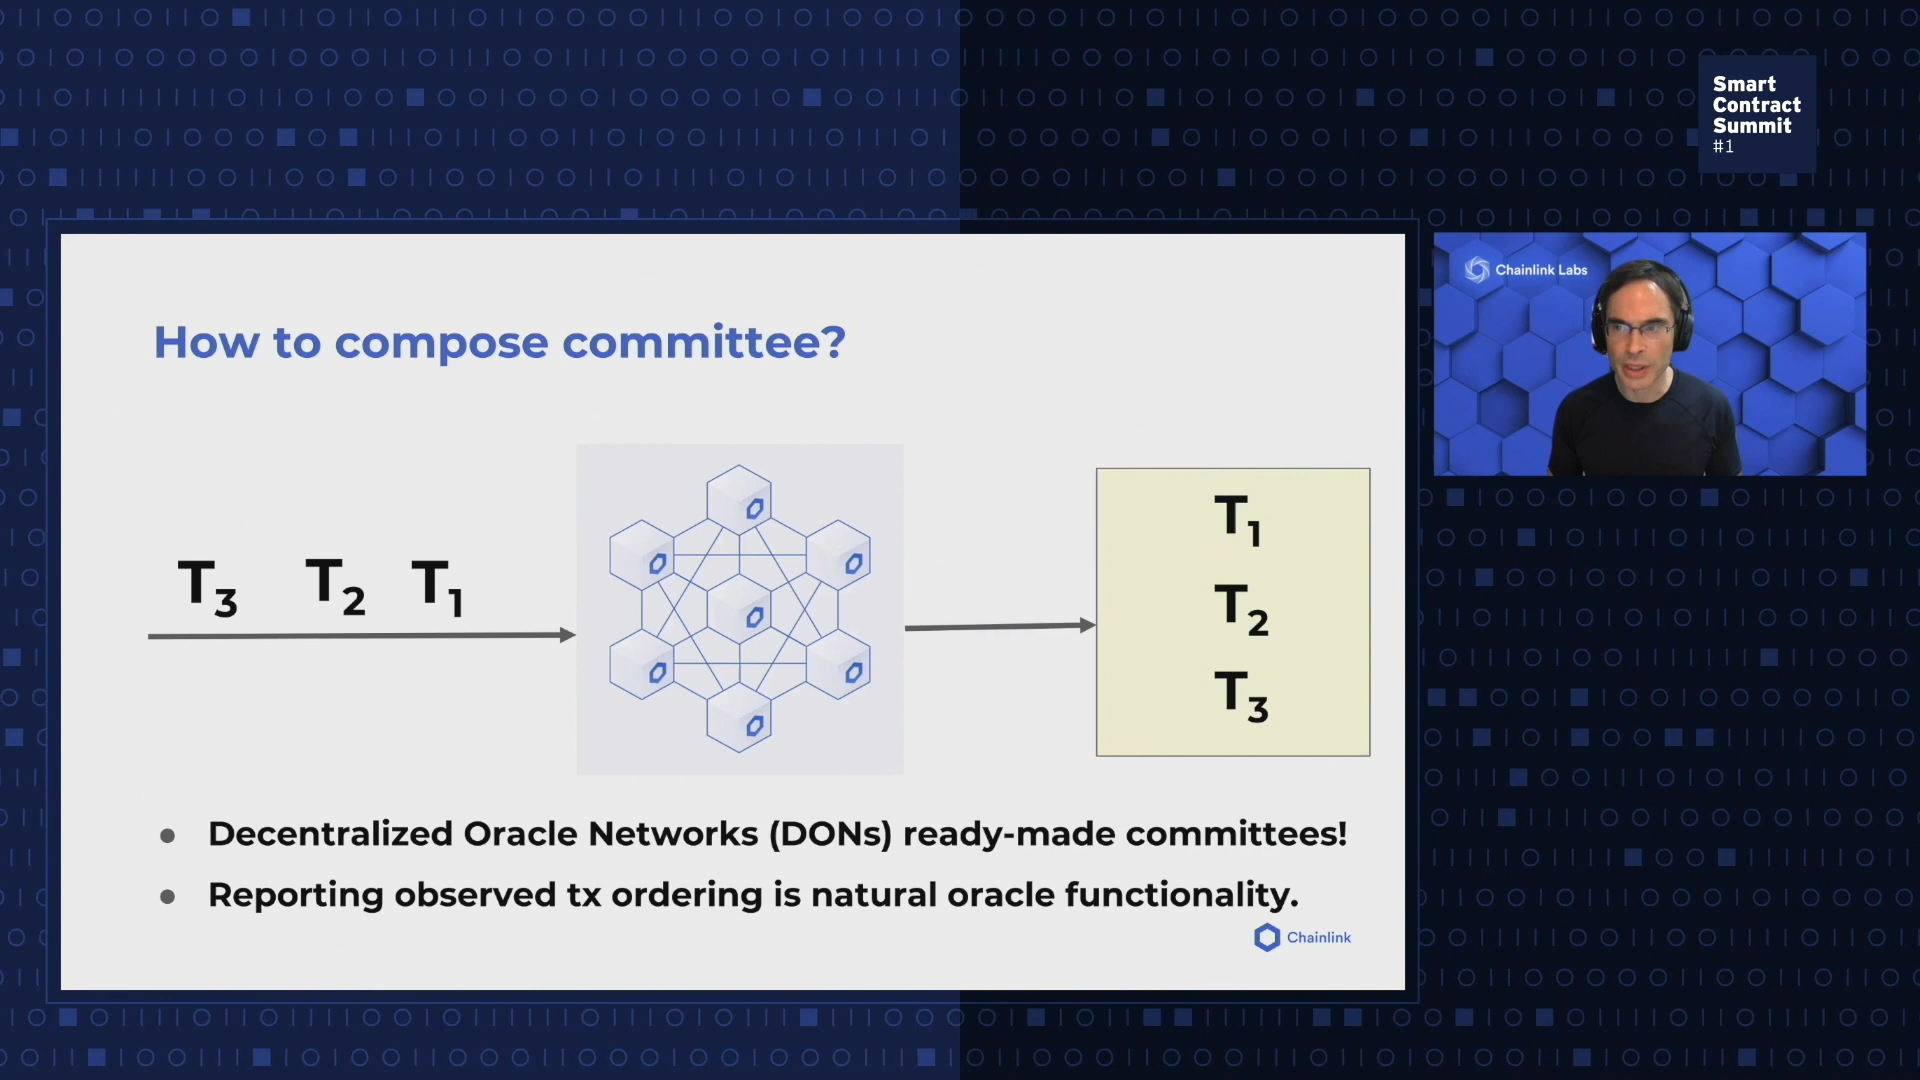 Smart
Contract
Summit
#1
Chainlink Labs
How to compose committee?
T3 T2 T1
T1
T2
T3
Decentralized Oracle Networks (DONs) ready-made committees!
Reporting observed tx ordering is natural oracle functionality.
Chainlink